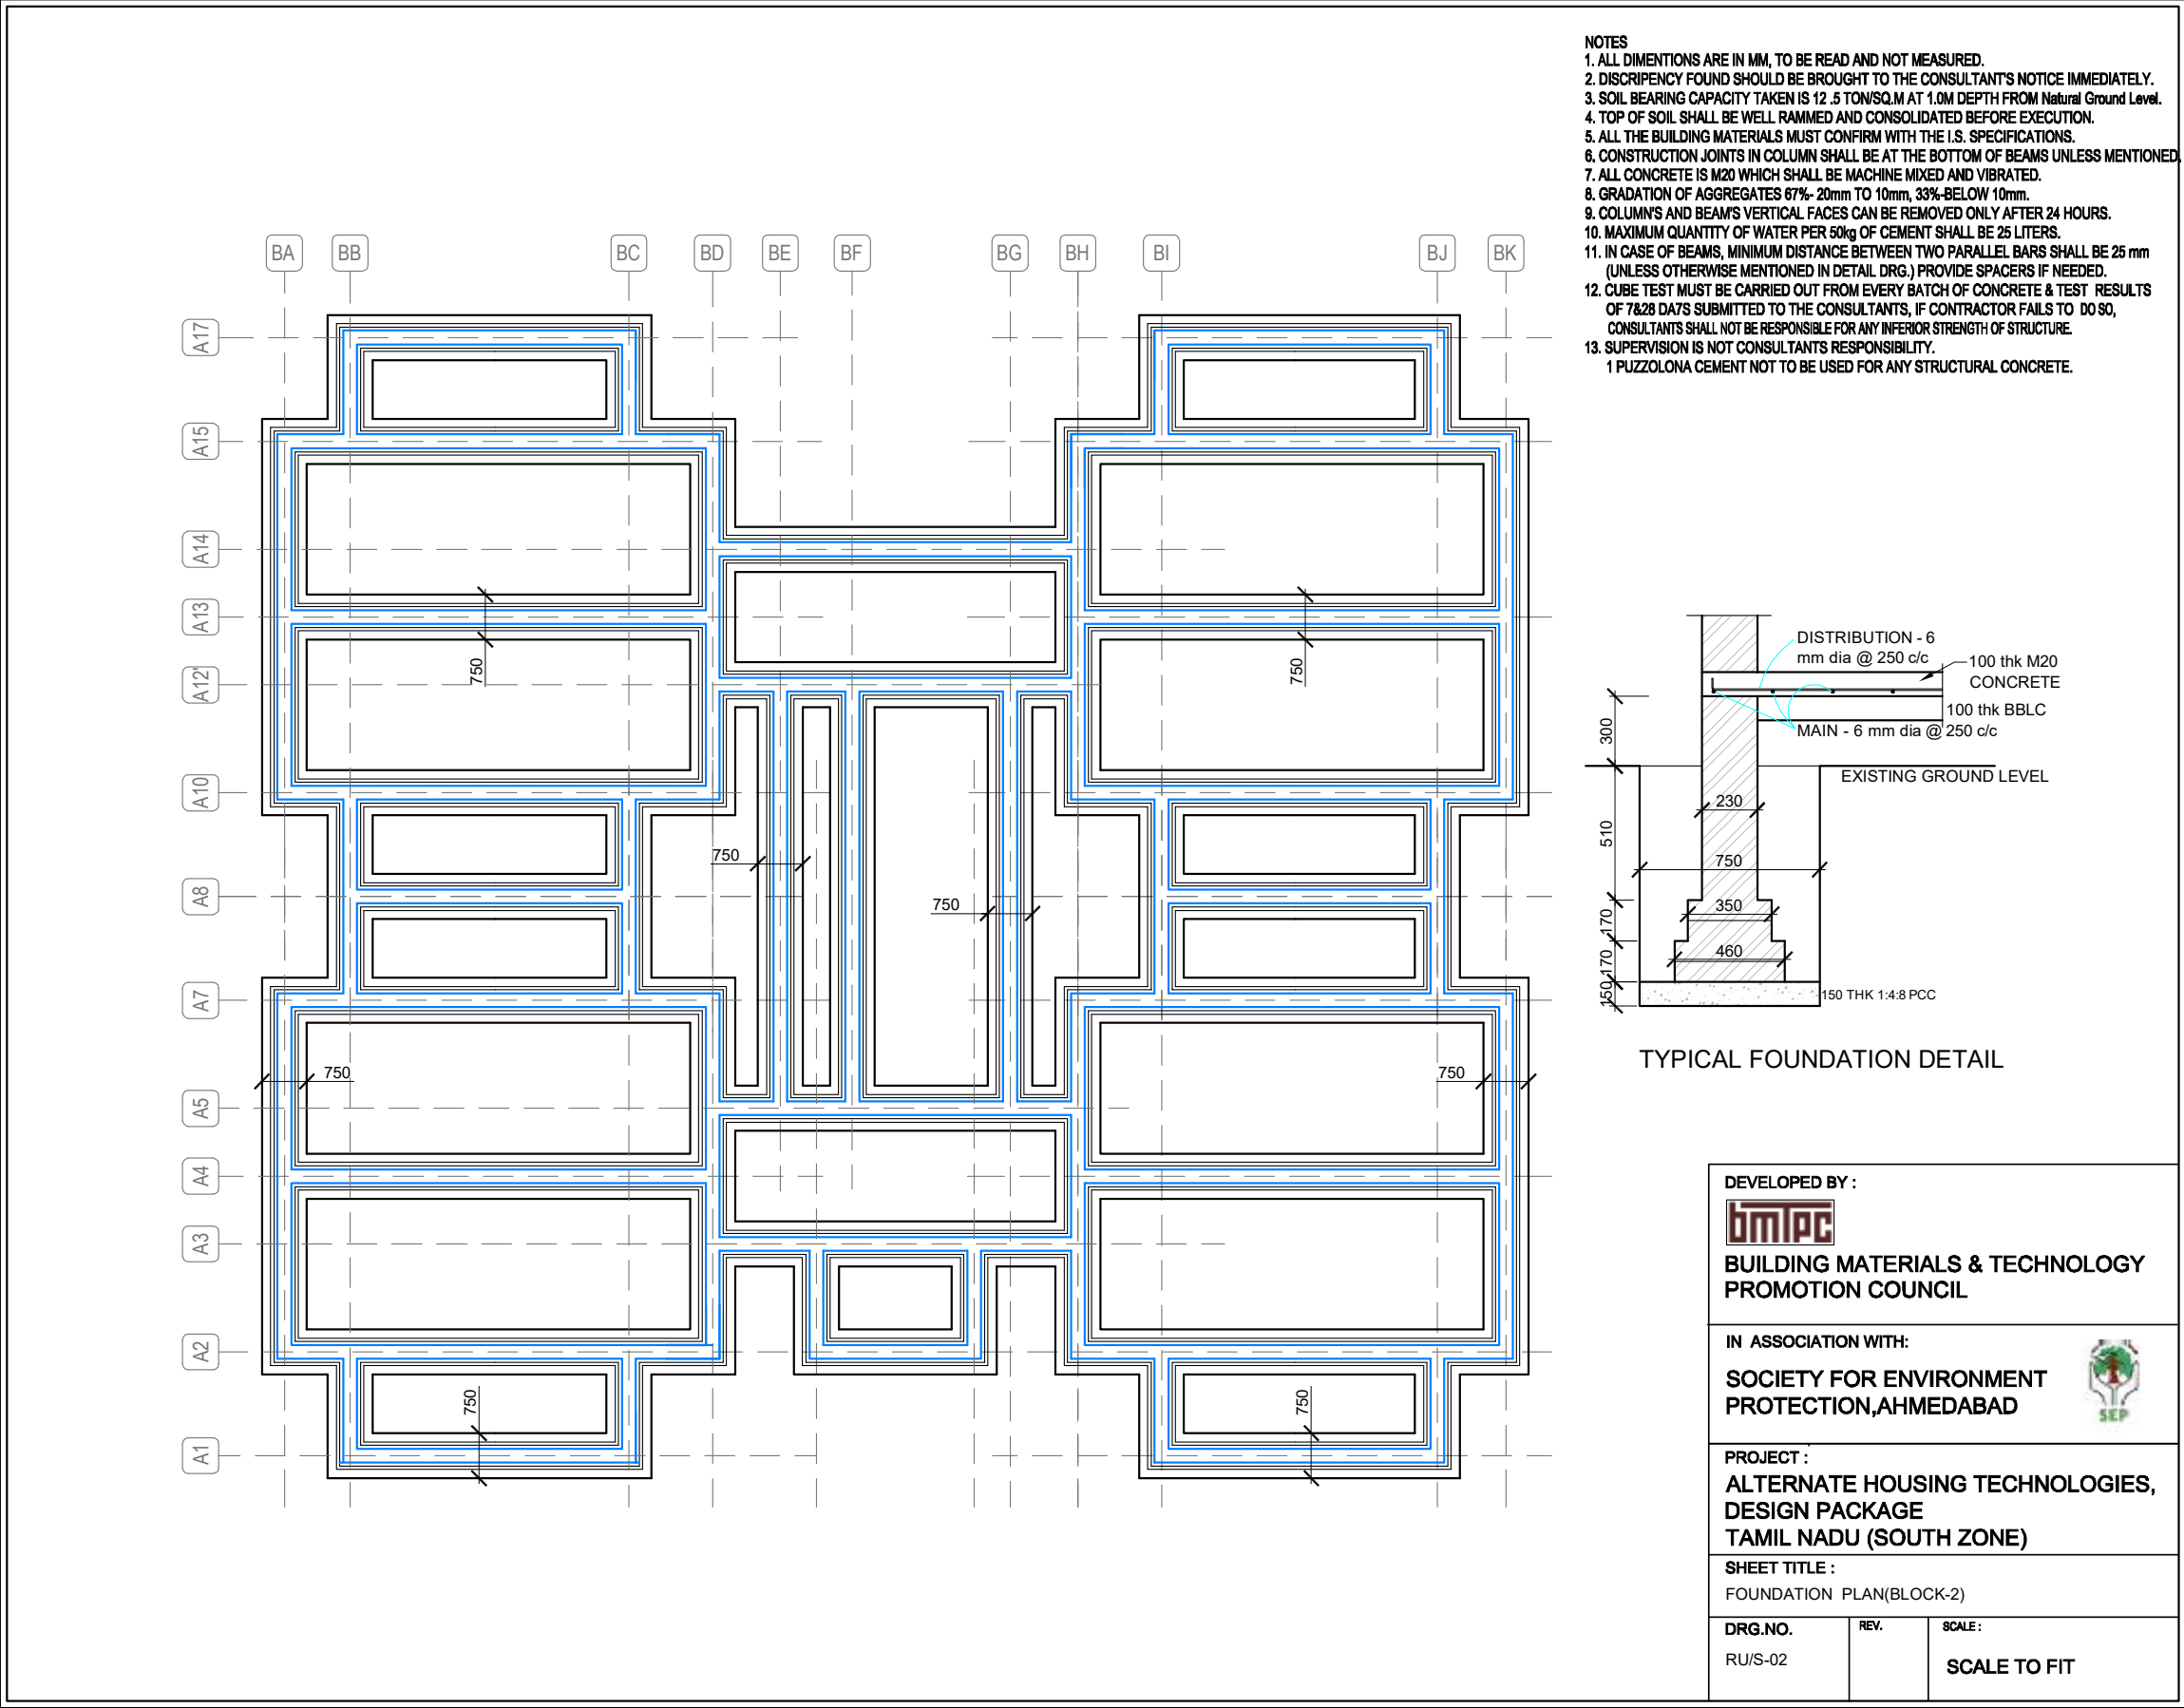 NOTES
1. ALL DIMENTIONS ARE IN MM, TO BE READ AND NOT MEASURED.
2. DISCRIPENCY FOUND SHOULD BE BROUGHT TO THE CONSULTANT'S NOTICE IMMEDIATELY.
3. SOIL BEARING CAPACITY TAKEN IS 12 .5 TON/SQ.M AT 1.0M DEPTH FROM Natural Ground Level.
4. TOP OF SOIL SHALL BE WELL RAMMED AND CONSOLIDATED BEFORE EXECUTION.
5. ALL THE BUILDING MATERIALS MUST CONFIRM WITH THE I.S. SPECIFICATIONS.
6. CONSTRUCTION JOINTS IN COLUMN SHALL BE AT THE BOTTOM OF BEAMS UNLESS MENTIONED.
7. ALL CONCRETE IS M20 WHICH SHALL BE MACHINE MIXED AND VIBRATED.
8. GRADATION OF AGGREGATES 67%- 20mm TO 10mm, 33%-BELOW 10mm.
9. COLUMN'S AND BEAM'S VERTICAL FACES CAN BE REMOVED ONLY AFTER 24 HOURS.
10. MAXIMUM QUANTITY OF WATER PER 50kg OF CEMENT SHALL BE 25 LITERS.
11. IN CASE OF BEAMS, MINIMUM DISTANCE BETWEEN TWO PARALLEL BARS SHALL BE 25 mm
(UNLESS OTHERWISE MENTIONED IN DETAIL DRG.) PROVIDE SPACERS IF NEEDED.
12. CUBE TEST MUST BE CARRIED OUT FROM EVERY BATCH OF CONCRETE & TEST RESULTS
OF 7&28 DA7S SUBMITTED TO THE CONSULTANTS, IF CONTRACTOR FAILS TO DO SO,
CONSULTANTS SHALL NOT BE RESPONSIBLE FOR ANY INFERIOR STRENGTH OF STRUCTURE.
13. SUPERVISION IS NOT CONSULTANTS RESPONSIBILITY.
1 PUZZOLONA CEMENT NOT TO BE USED FOR ANY STRUCTURAL CONCRETE.
BA BB BC BD BE BF BG BH BI BJ BK
A17
A15
A14
A13
A12'
A10
A8
A7
A5
A4
A3
A2
A1
750
750
750
750
750
750
750
750
DISTRIBUTION - 6
mm dia @ 250 c/c
100 thk M20
CONCRETE
100 thk BBLC
MAIN - 6 mm dia @ 250 c/c
EXISTING GROUND LEVEL
300
510
170
170
150
230
750
350
460
150 THK 1:4:8 PCC
TYPICAL FOUNDATION DETAIL
DEVELOPED BY :
bmTpc
BUILDING MATERIALS & TECHNOLOGY
PROMOTION COUNCIL
IN ASSOCIATION WITH:
SOCIETY FOR ENVIRONMENT
PROTECTION,AHMEDABAD
SEP
PROJECT :
ALTERNATE HOUSING TECHNOLOGIES,
DESIGN PACKAGE
TAMIL NADU (SOUTH ZONE)
SHEET TITLE :
FOUNDATION PLAN(BLOCK-2)
DRG.NO.
RU/S-02
REV.
SCALE :
SCALE TO FIT